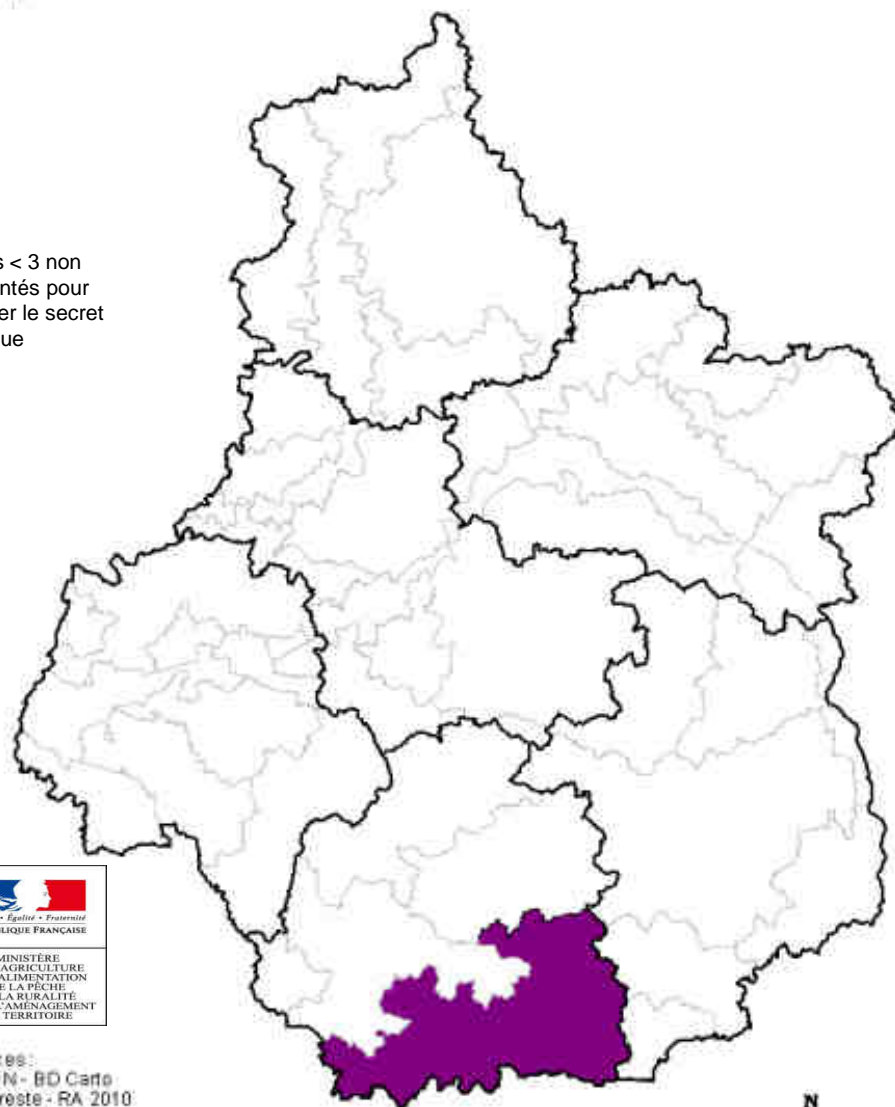 s < 3 non
ntés pour
er le secret
ue
• Égalité • Fraternité
BLIQUE FRANÇAISE
MINISTÈRE
AGRICULTURE
ALIMENTATION
E LA PÊCHE
LA RURALITÉ
L'AMÉNAGEMENT
TERRITOIRE
ces :
N - BD Carto
reste - RA 2010
N